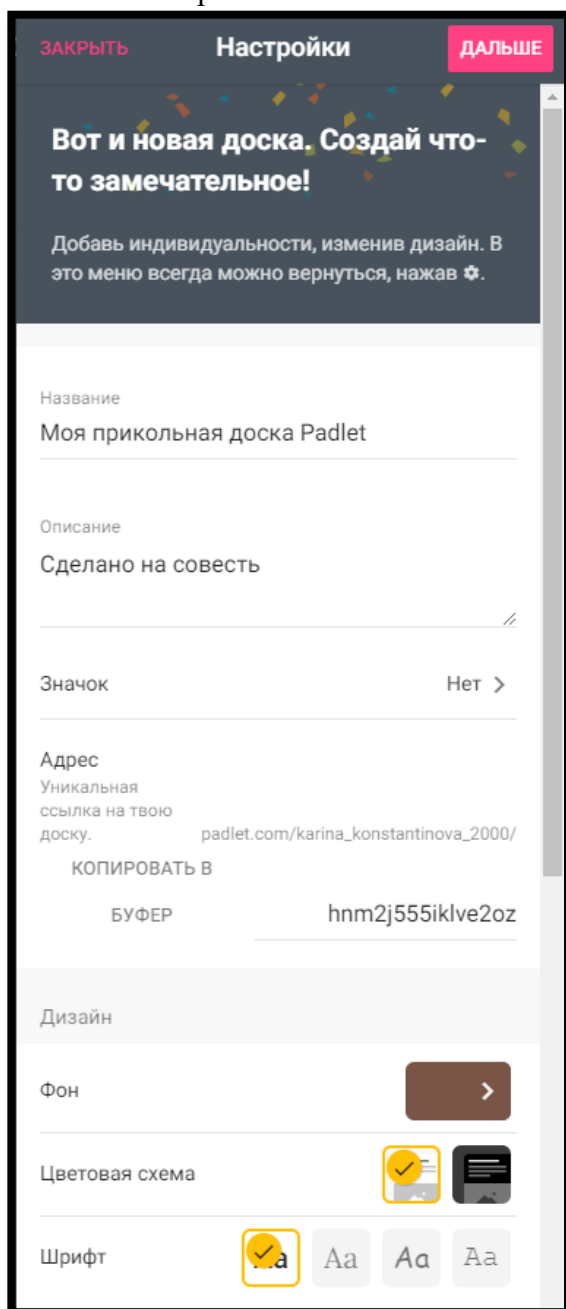 ЗАКРЫТЬ Настройки ДАЛЬШЕ
Вот и новая доска. Создай что-
то замечательное!
Добавь индивидуальности, изменив дизайн. В
это меню всегда можно вернуться, нажав ⚙.
Название
Моя прикольная доска Padlet
Описание
Сделано на совесть
Значок Нет >
Адрес
Уникальная
ссылка на твою
доску. padlet.com/karina_konstantinova_2000/
КОПИРОВАТЬ В
БУФЕР hnm2j555iklve2oz
Дизайн
Фон
Цветовая схема
Шрифт Aa Aa Aa